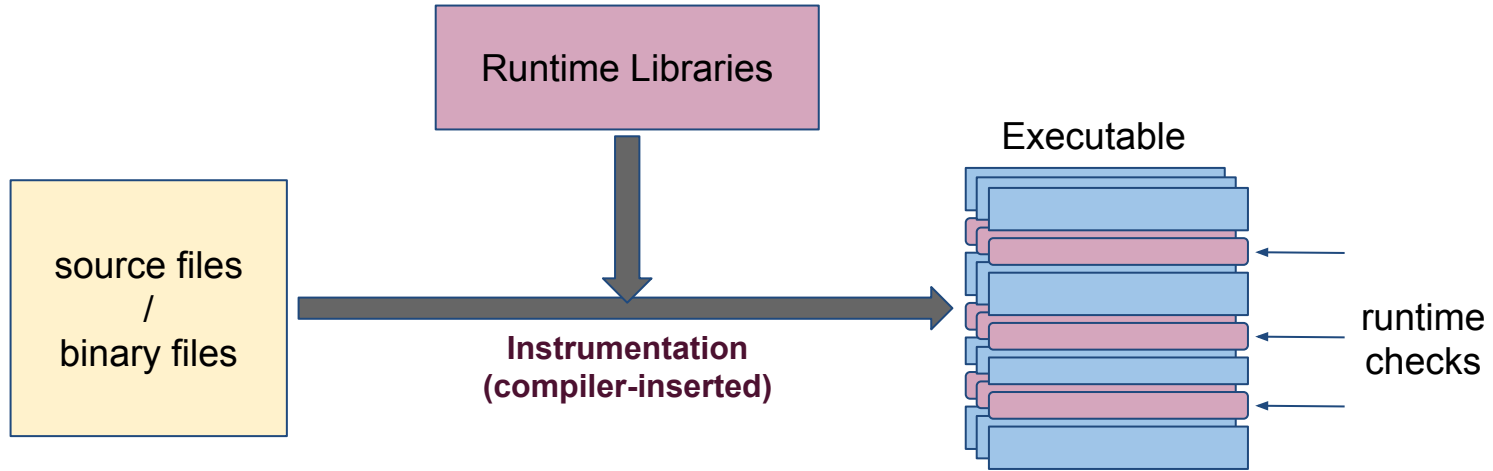 Runtime Libraries
Executable
source files
/
binary files
Instrumentation
(compiler-inserted)
runtime
checks